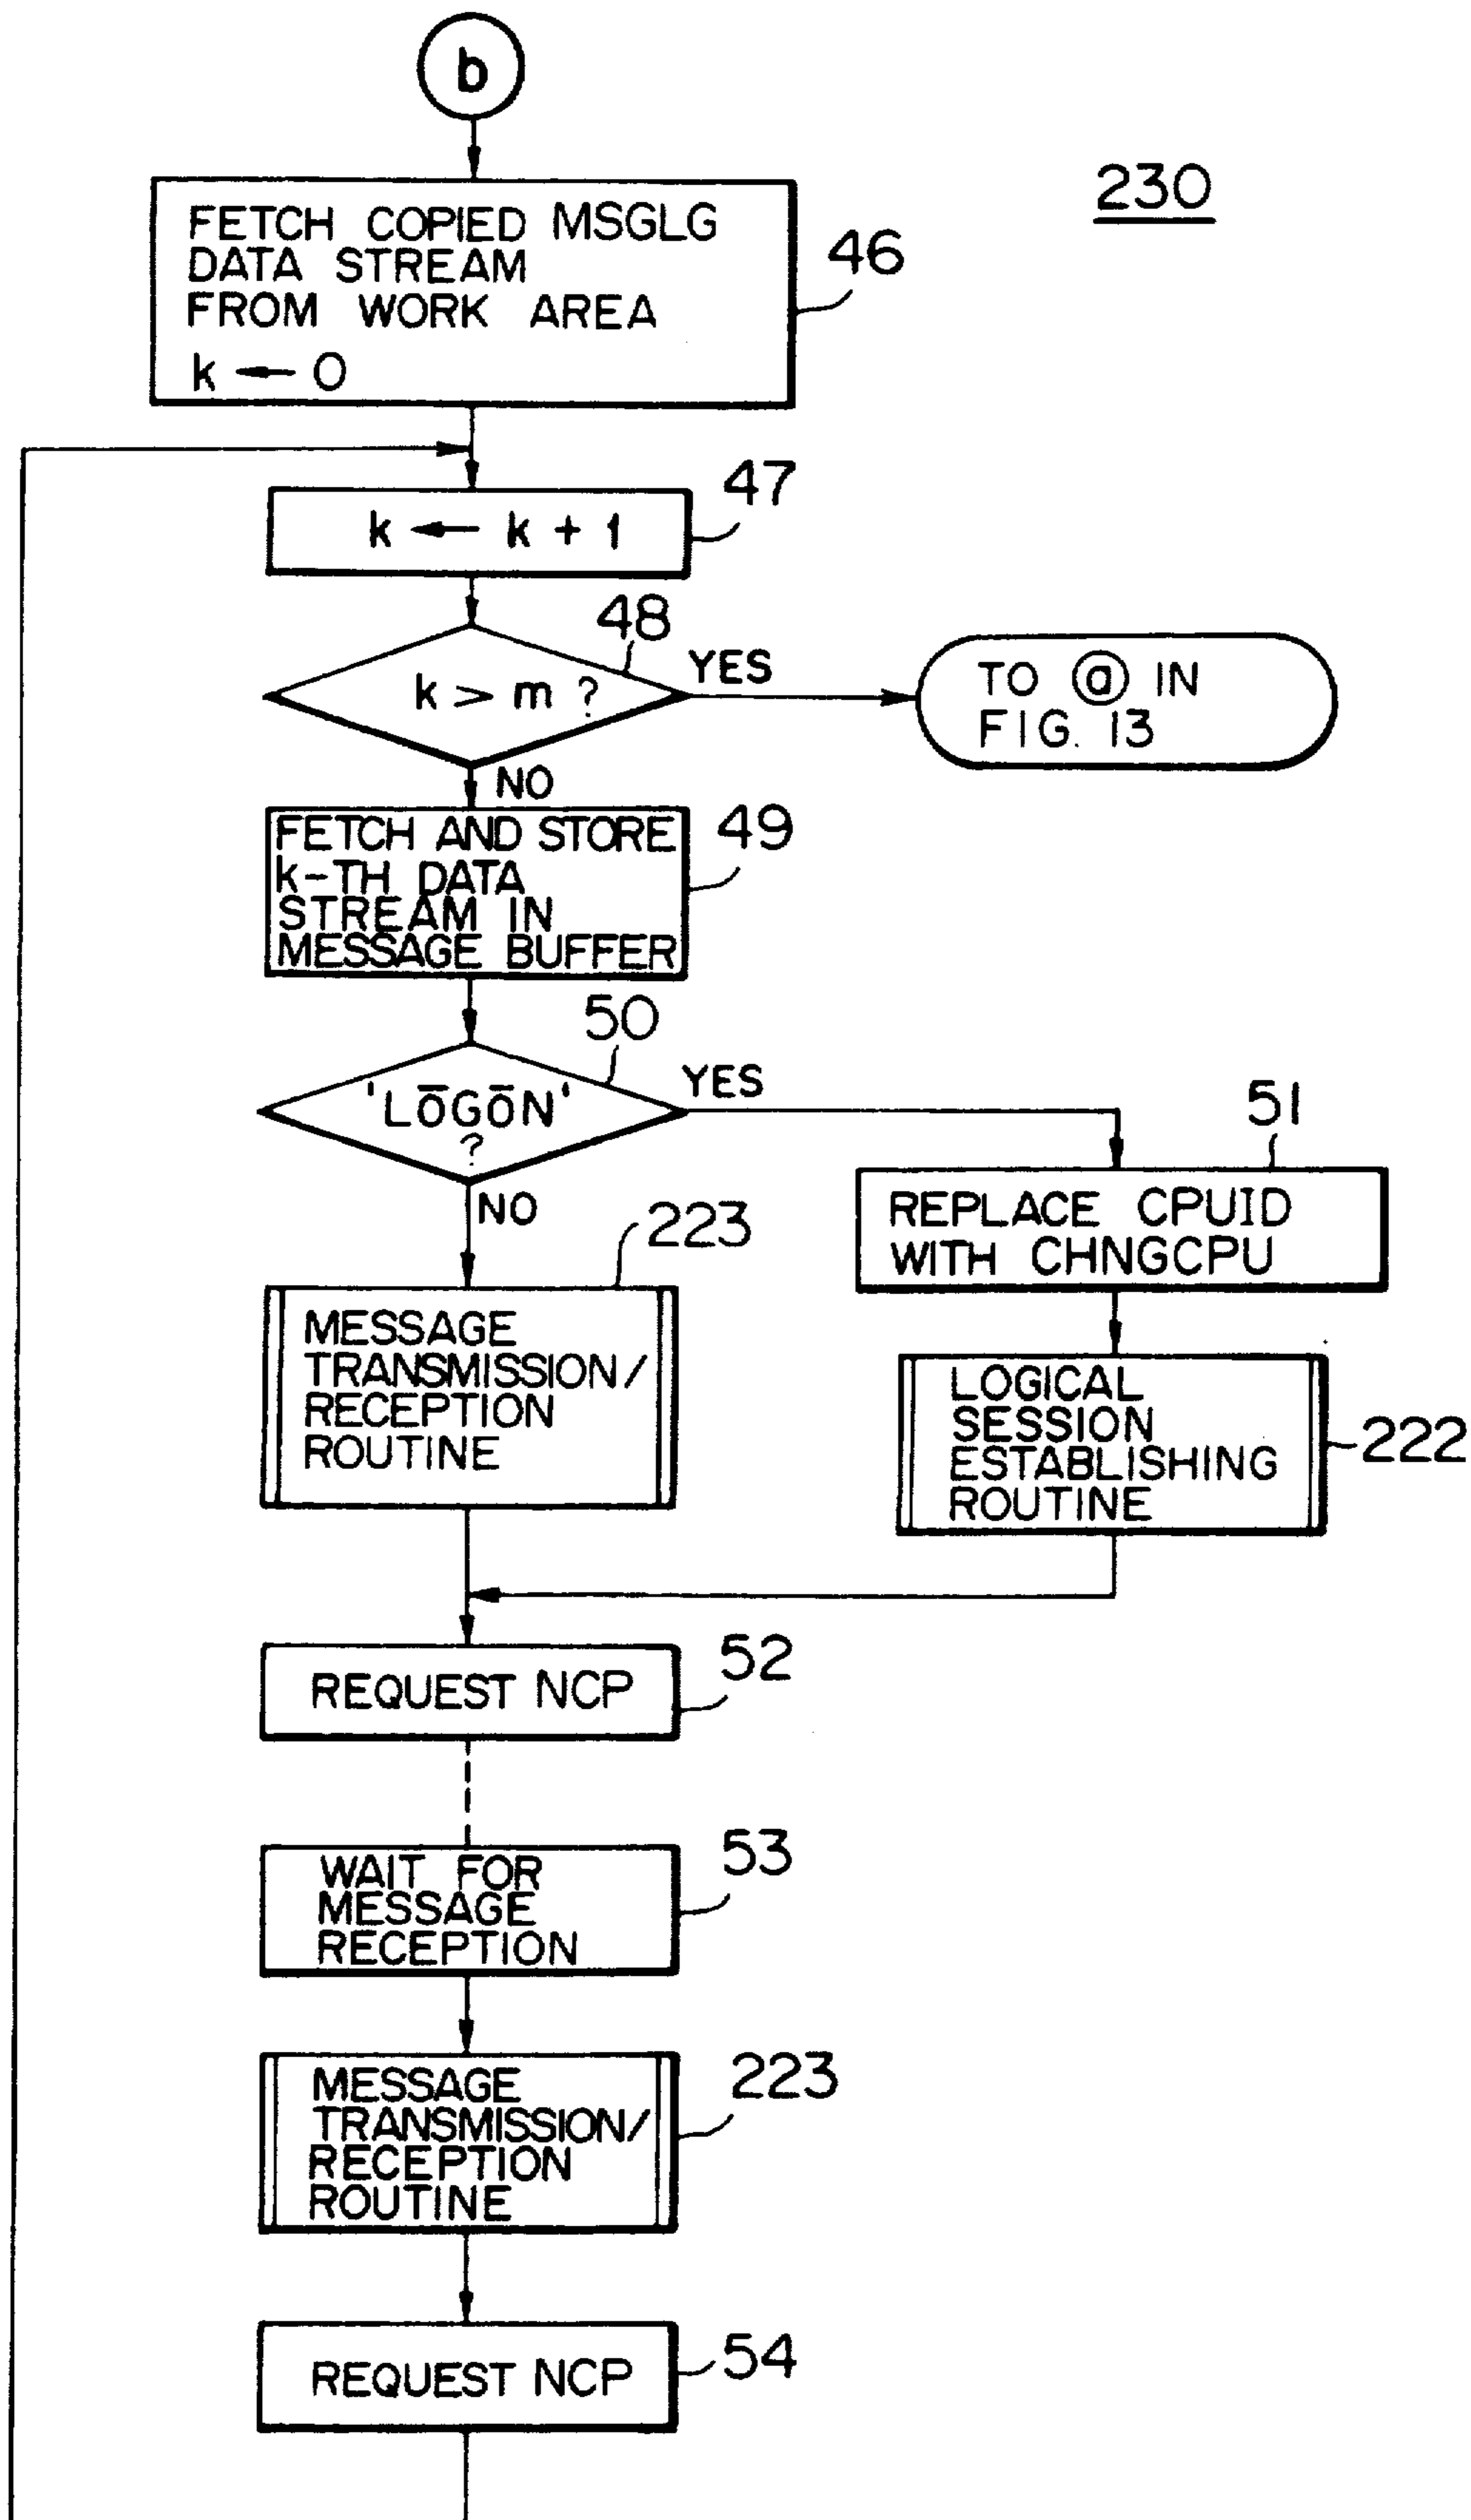 b
230
FETCH COPIED MSGLG
DATA STREAM
FROM WORK AREA
k ← 0
46
47
k ← k + 1
48
k > m ?
YES
TO ⓐ IN
FIG. 13
NO
FETCH AND STORE
k-TH DATA
STREAM IN
MESSAGE BUFFER
49
50
'LŌGŌN'
?
YES
51
REPLACE CPUID
WITH CHNGCPU
NO
223
MESSAGE
TRANSMISSION/
RECEPTION
ROUTINE
LOGICAL
SESSION
ESTABLISHING
ROUTINE
222
52
REQUEST NCP
53
WAIT FOR
MESSAGE
RECEPTION
223
MESSAGE
TRANSMISSION/
RECEPTION
ROUTINE
54
REQUEST NCP